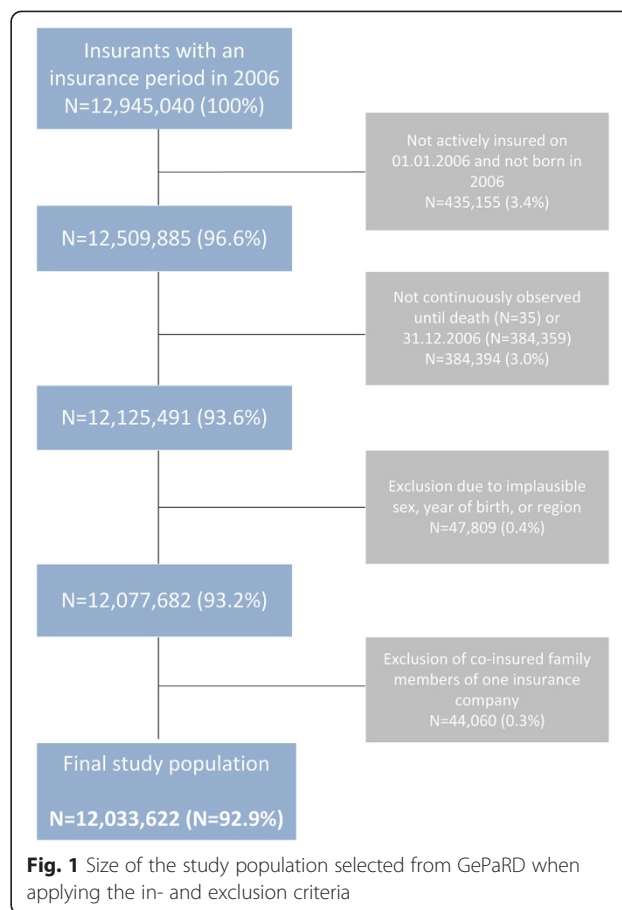 Insurants with an
insurance period in 2006
N=12,945,040 (100%)
Not actively insured on
01.01.2006 and not born in
2006
N=435,155 (3.4%)
N=12,509,885 (96.6%)
Not continuously observed
until death (N=35) or
31.12.2006 (N=384,359)
N=384,394 (3.0%)
N=12,125,491 (93.6%)
Exclusion due to implausible
sex, year of birth, or region
N=47,809 (0.4%)
N=12,077,682 (93.2%)
Exclusion of co-insured family
members of one insurance
company
N=44,060 (0.3%)
Final study population
N=12,033,622 (N=92.9%)
Fig. 1 Size of the study population selected from GePaRD when
applying the in- and exclusion criteria